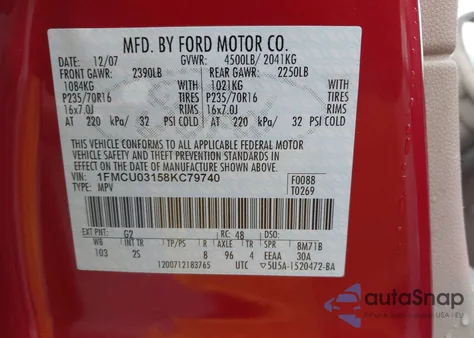 MFD. BY FORD MOTOR CO.
12/07 GVWR: 4500LB/ 2041KG
FRONT GAWR: 2390LB REAR GAWR: 2250LB
1084KG WITH 1021KG WITH
P235/70R16 TIRES P235/70R16 TIRES
16x7.0J RIMS 16x7.0J RIMS
AT 220 kPa/ 32 PSI COLD AT 220 kPa/ 32 PSI COLD
THIS VEHICLE CONFORMS TO ALL APPLICABLE FEDERAL MOTOR
VEHICLE SAFETY AND THEFT PREVENTION STANDARDS IN
EFFECT ON THE DATE OF MANUFACTURE SHOWN ABOVE.
VIN: 1FMCU03158KC79740 F0088
TYPE: MPV T0269
EXT PNT: G2 RC: 48 DSO:
WB INT TR TP/PS R AXLE TR SPR BM71B
103 25 8 96 4 EEAA 30A
1200712183765 UTC 5U5A-1520472-BA
autoSnap